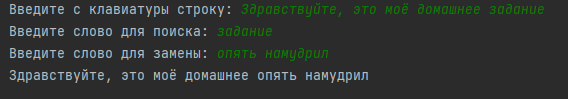 Введите с клавиатуры строку: Здравствуйте, это моё домашнее задание
Введите слово для поиска: задание
Введите слово для замены: опять намудрил
Здравствуйте, это моё домашнее опять намудрил